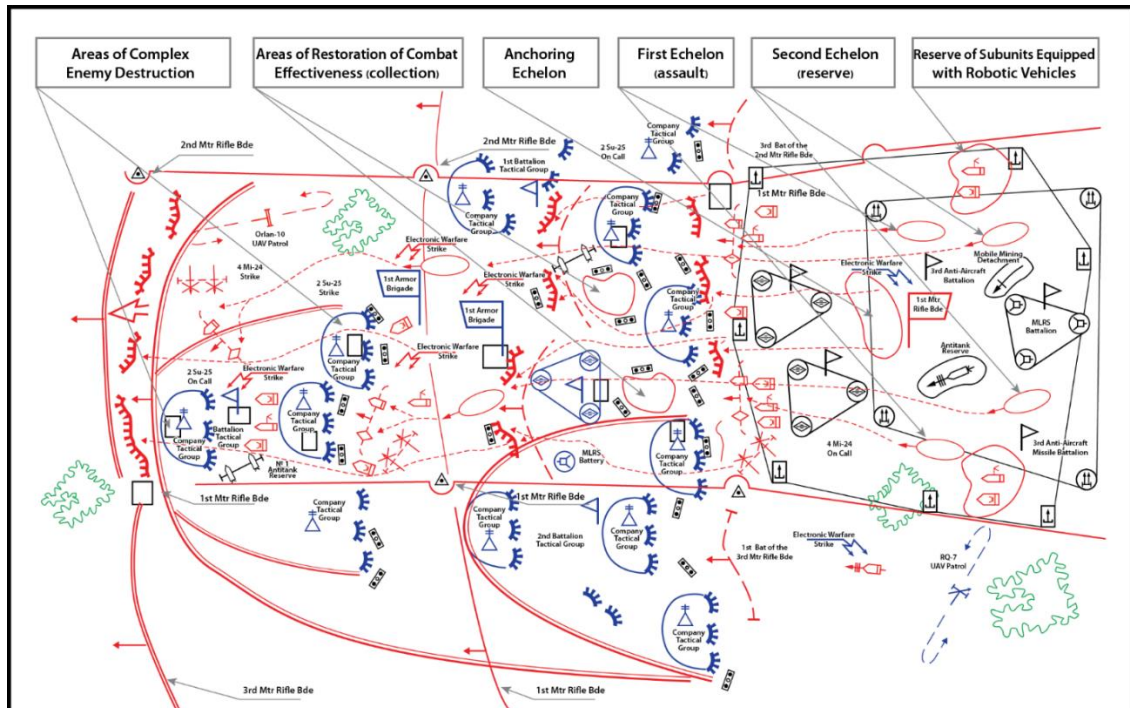 Areas of Complex
Enemy Destruction
Areas of Restoration of Combat
Effectiveness (collection)
Anchoring
Echelon
First Echelon
(assault)
Second Echelon
(reserve)
Reserve of Subunits Equipped
with Robotic Vehicles
2nd Mtr Rifle Bde
2nd Mtr Rifle Bde
1st Battalion
Tactical Group
2 Su-25
On Call
Company
Tactical
Group
3rd Bat of the
2nd Mtr Rifle Bde
1st Mtr Rifle Bde
Company
Tactical
Group
Company
Tactical
Group
Orlan-10
UAV Patrol
Electronic Warfare
Strike
4 Mi-24
Strike
2 Su-25
Strike
1st Armor
Brigade
Electronic Warfare
Strike
1st Armor
Brigade
Company
Tactical
Group
Electronic Warfare
Strike
3rd Anti-Aircraft
Battalion
Mobile Mining
Detachment
1st Mtr
Rifle Bde
MLRS
Battalion
Antitank
Reserve
Company
Tactical
Group
Electronic Warfare
Strike
2 Su-25
On Call
Electronic Warfare
Strike
Company
Tactical Group
Battalion
Tactical
Group
Company
Tactical
Group
№ 1
Antitank
Reserve
MLRS
Battery
Company
Tactical
Group
4 Mi-24
On Call
3rd Anti-Aircraft
Missile Battalion
1st Mtr Rifle Bde
Company
Tactical
Group
1st Mtr Rifle Bde
Company
Tactical
Group
2nd Battalion
Tactical Group
Company
Tactical
Group
1st Bat of the
3rd Mtr Rifle Bde
Electronic Warfare
Strike
RQ-7
UAV Patrol
Company
Tactical
Group
3rd Mtr Rifle Bde
1st Mtr Rifle Bde